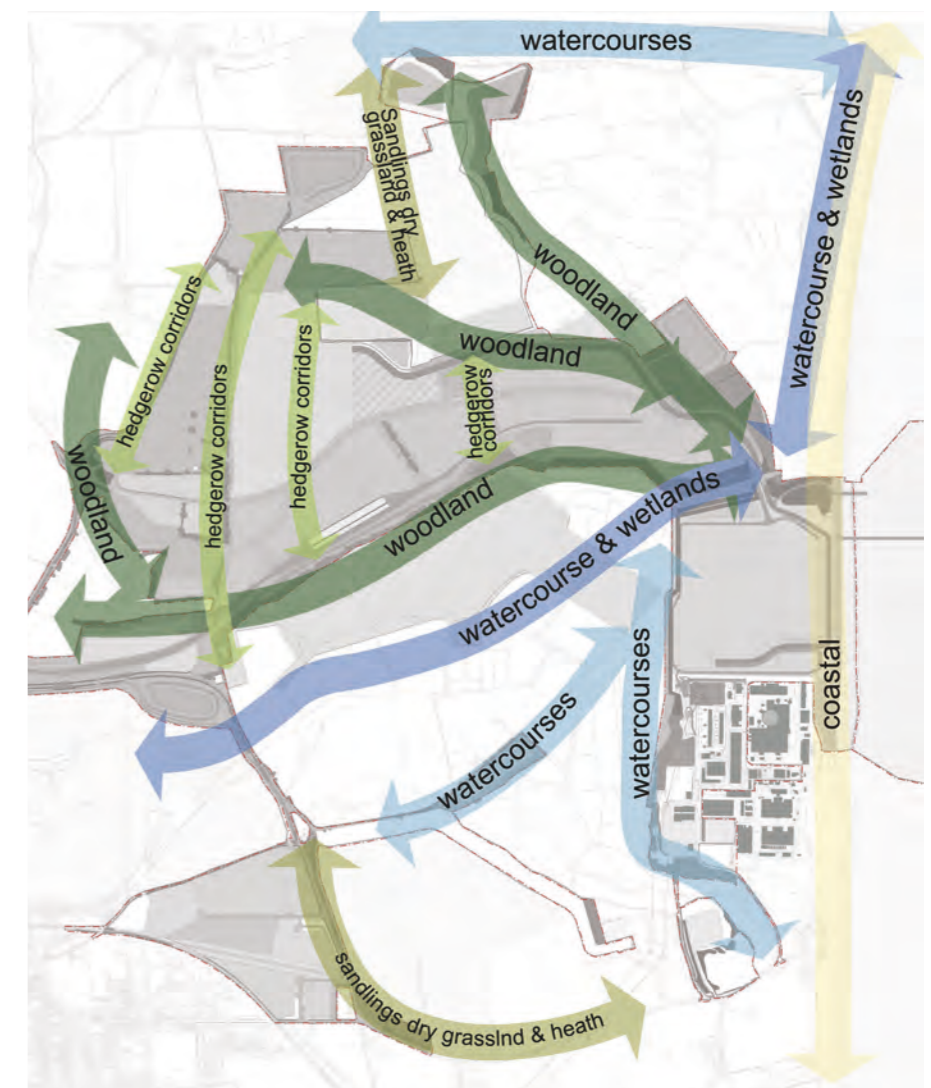 watercourses
Sandlings dry
grassland & heath
watercourse & wetlands
woodland
hedgerow corridors
woodland
hedgerow corridors
hedgerow
corridors
hedgerow corridors
woodland
woodland
watercourse & wetlands
watercourses
watercourses
coastal
sandlings dry grasslnd & heath